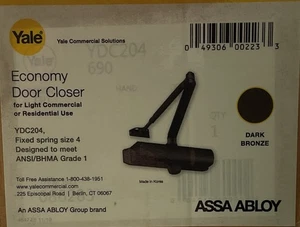 Yale
Yale Commercial Solutions
0 49306 00223 3
YDC204
690
Economy
Door Closer
for Light Commercial
or Residential Use
YDC204,
Fixed spring size 4
Designed to meet
ANSI/BHMA Grade 1
QTY
1
DARK
BRONZE
Made in Korea
Toll Free Assistance 1-800-438-1951
www.yalecommercial.com
225 Episcopal Road | Berlin, CT 06067
An ASSA ABLOY Group brand
ASSA ABLOY